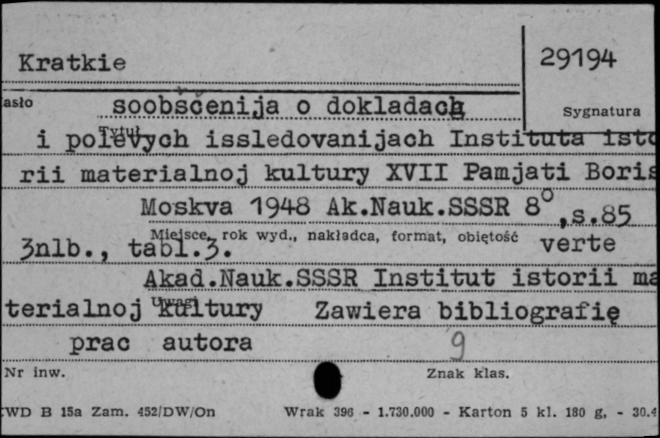 Kratkie
29194
asło
soobščenija o dokladach
Sygnatura
Tytuł
i polevych issledovanijach Instituta isto
rii materialnoj kultury XVII Pamjati Boris
Moskva 1948 Ak.Nauk.SSSR 8⁰,s.85
Miejsce, rok wyd., nakładca, format, obiętość
3nlb., tabl.3. verte
Akad.Nauk.SSSR Institut istorii ma
Uwagi
terialnoj kultury Zawiera bibliografię
prac autora
9
Nr inw.
Znak klas.
WD B 15a Zam. 452/DW/On Wrak 396 - 1.730.000 - Karton 5 kl. 180 g, - 30.4